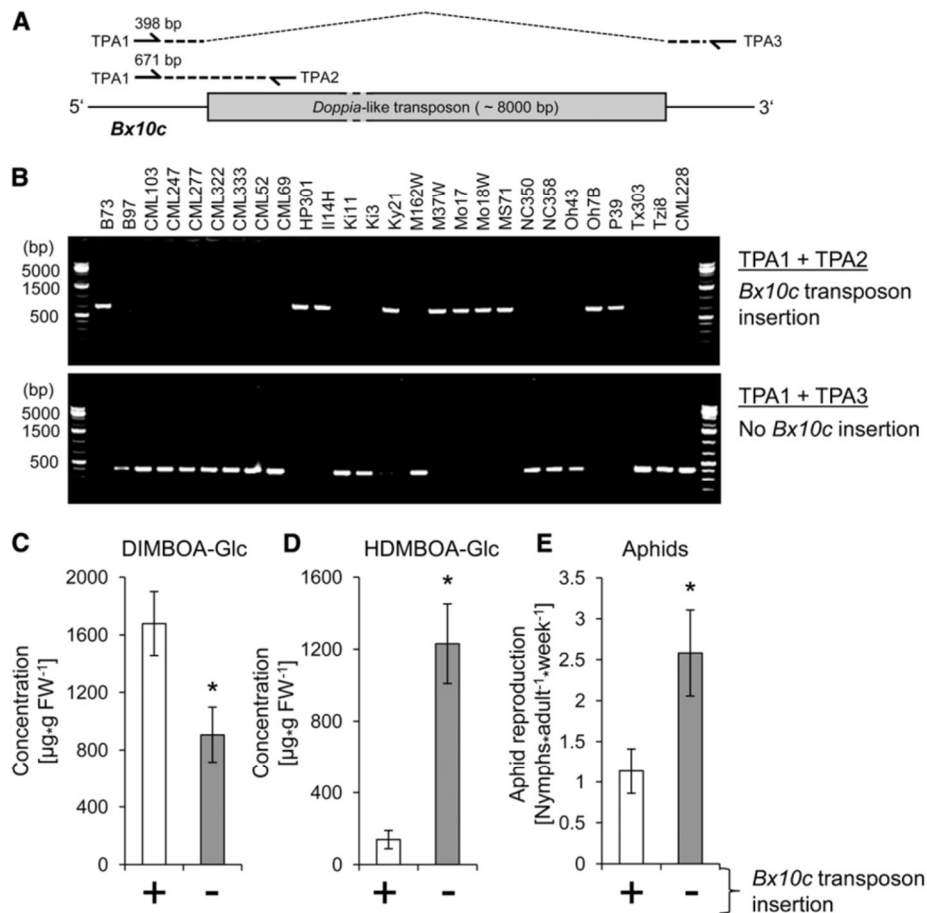 A
398 bp
TPA1
TPA3
671 bp
TPA1
TPA2
5‘
Doppia-like transposon ( ~ 8000 bp)
3‘
Bx10c
B
B73
B97
CML103
CML247
CML277
CML322
CML333
CML52
CML69
HP301
Il14H
Ki11
Ki3
Ky21
M162W
M37W
Mo17
Mo18W
MS71
NC350
NC358
Oh43
Oh7B
P39
Tx303
Tzi8
CML228
(bp)
5000
1500
500
TPA1 + TPA2
Bx10c transposon
insertion
(bp)
5000
1500
500
TPA1 + TPA3
No Bx10c insertion
C
DIMBOA-Glc
Concentration
[µg*g FW-1]
2000
1600
1200
800
400
0
*
+
-
D
HDMBOA-Glc
Concentration
[µg*g FW-1]
1600
1200
800
400
0
*
+
-
E
Aphids
Aphid reproduction
[Nymphs*adult-1*week-1]
3.5
3
2.5
2
1.5
1
0.5
0
*
+
-
Bx10c transposon
insertion